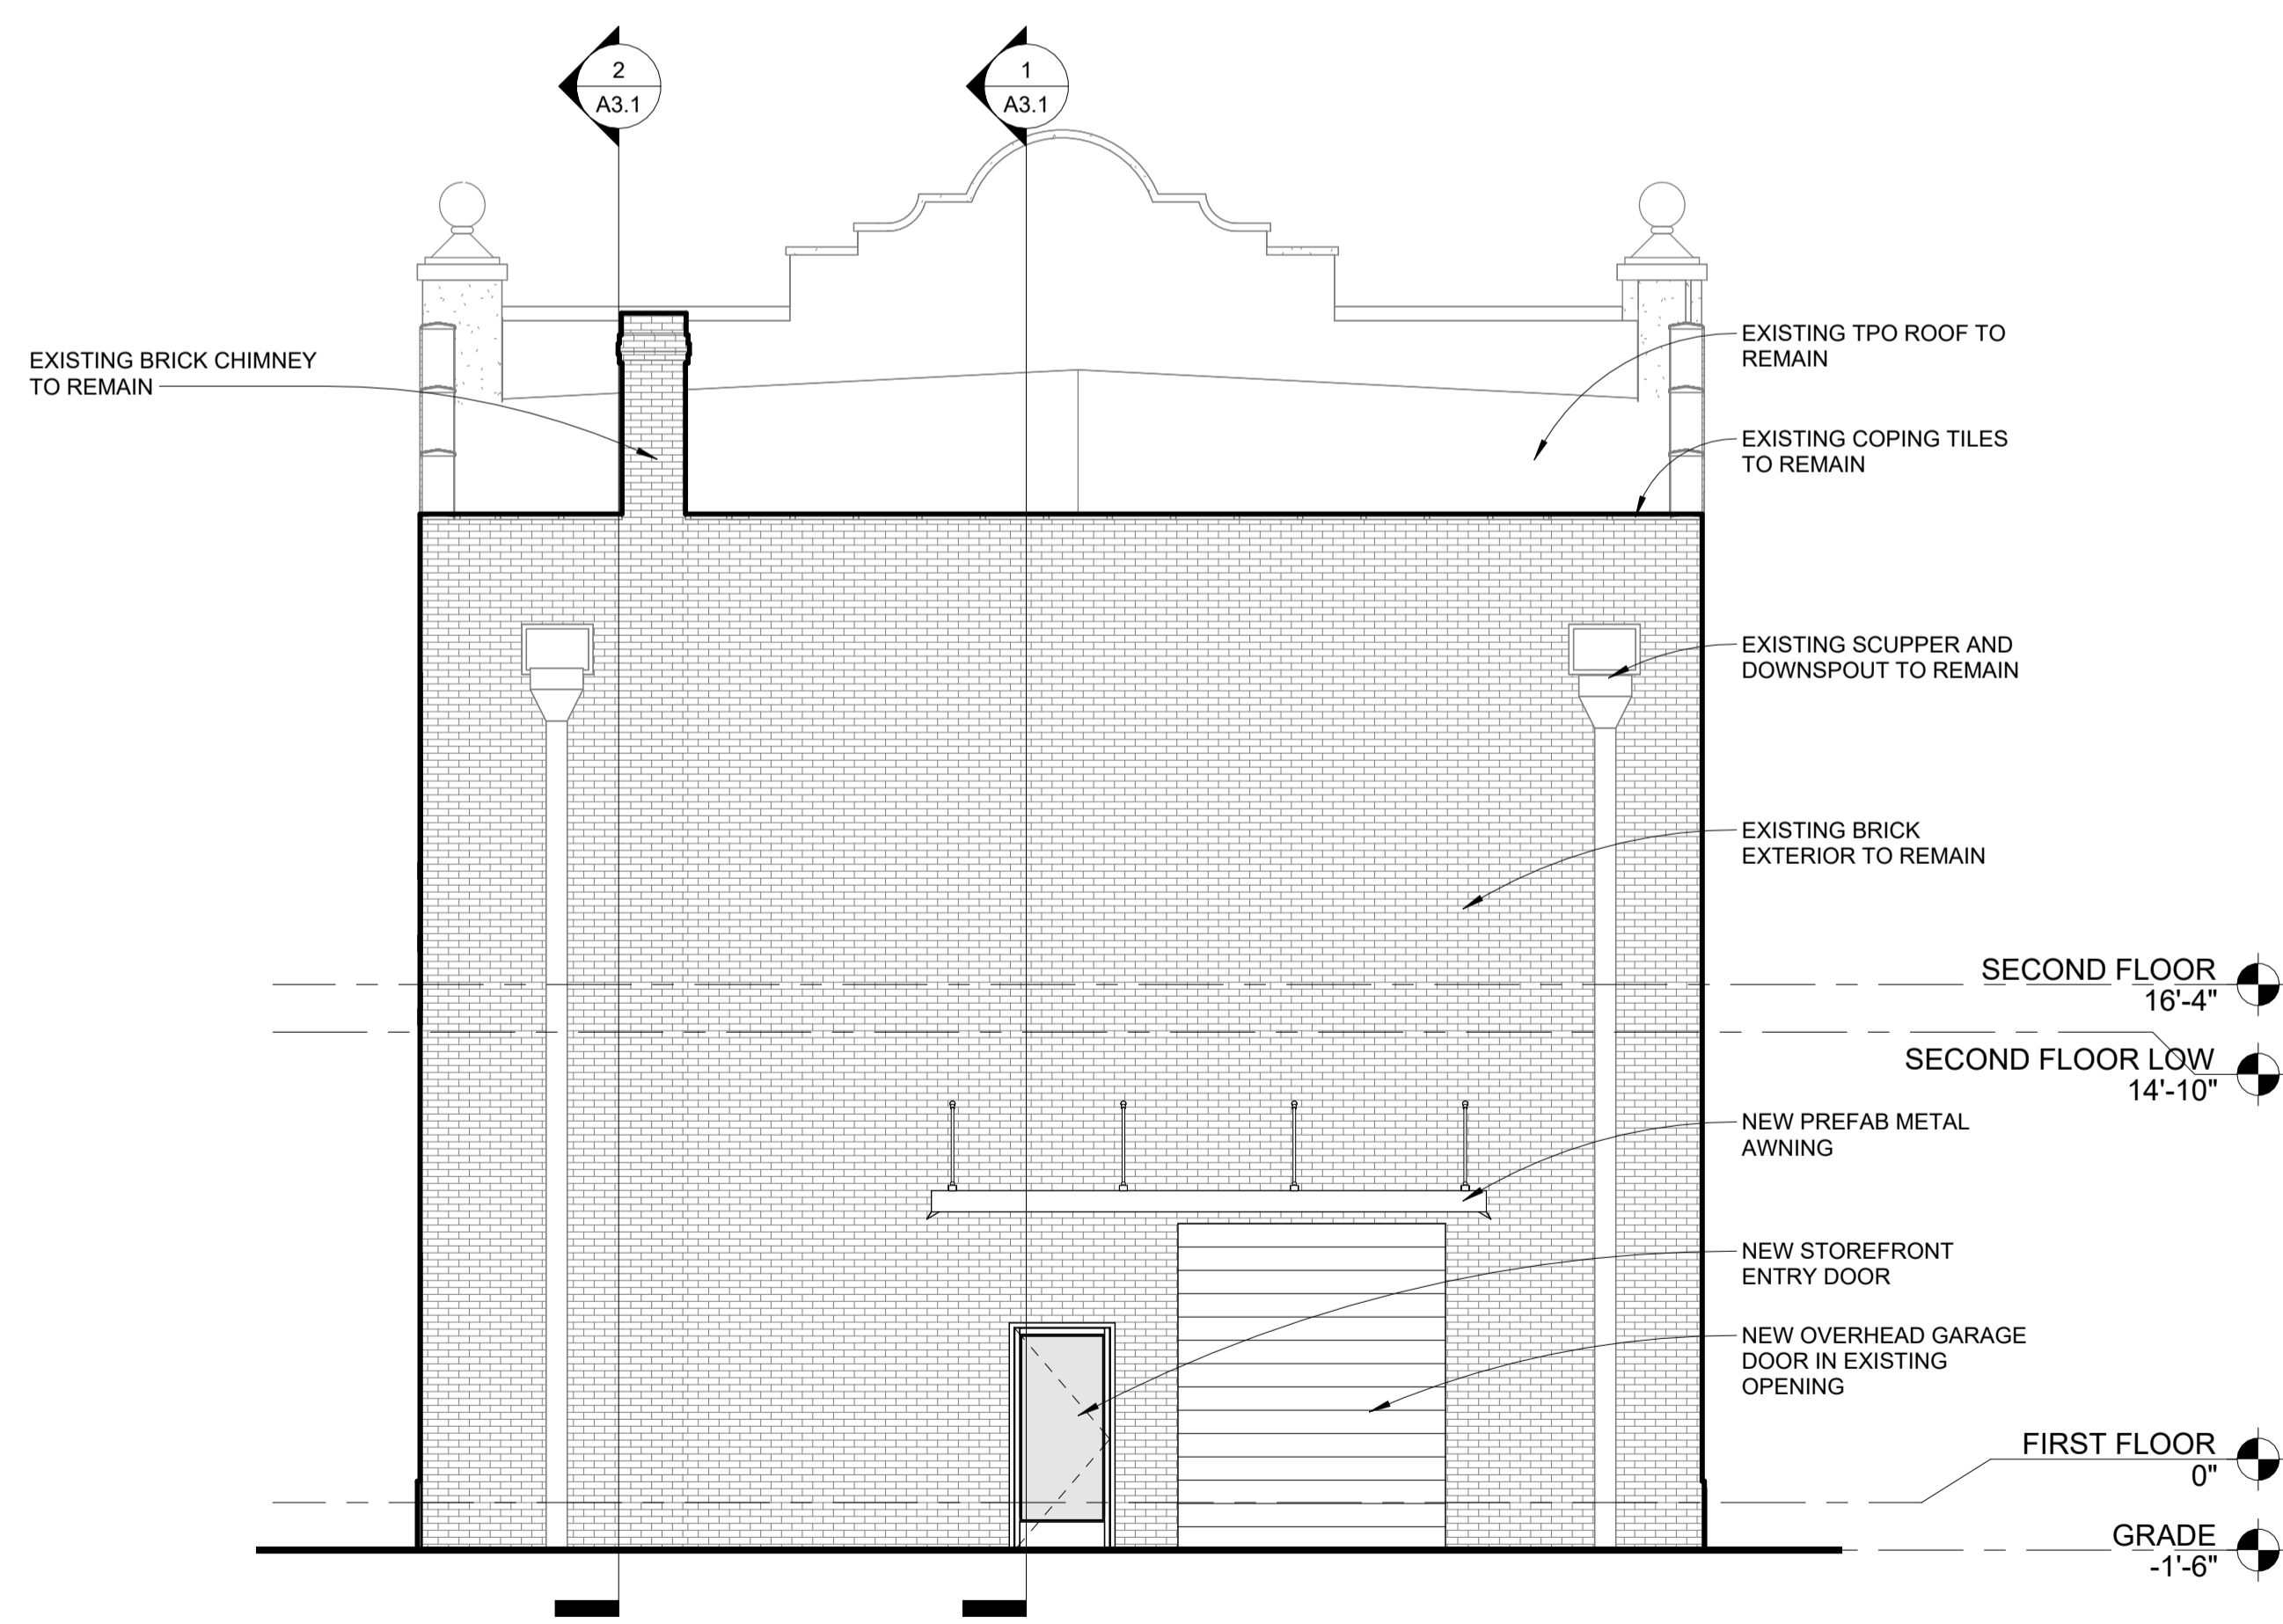 2
A3.1
1
A3.1
EXISTING BRICK CHIMNEY
TO REMAIN
EXISTING TPO ROOF TO
REMAIN
EXISTING COPING TILES
TO REMAIN
EXISTING SCUPPER AND
DOWNSPOUT TO REMAIN
EXISTING BRICK
EXTERIOR TO REMAIN
SECOND FLOOR
16'-4"
SECOND FLOOR LOW
14'-10"
NEW PREFAB METAL
AWNING
NEW STOREFRONT
ENTRY DOOR
NEW OVERHEAD GARAGE
DOOR IN EXISTING
OPENING
FIRST FLOOR
0"
GRADE
-1'-6"